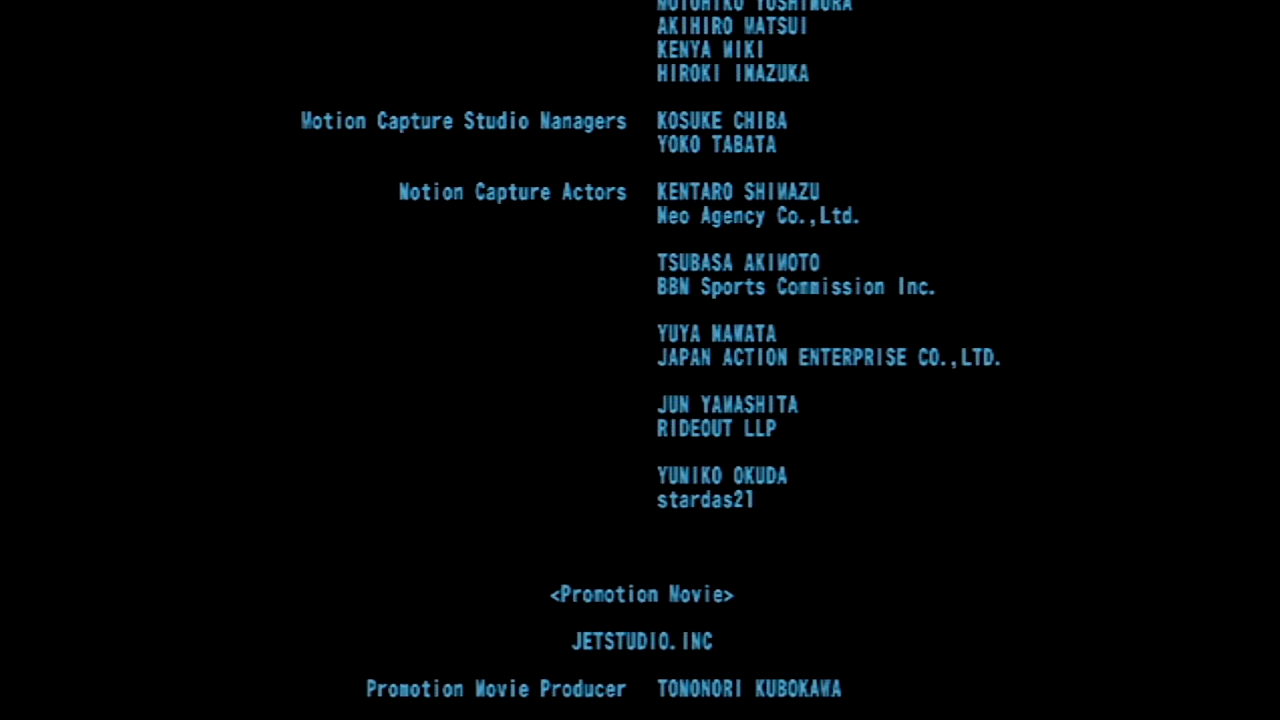 MOTOHIKO YOSHIMURA
AKIHIRO MATSUI
KENYA MIKI
HIROKI IMAZUKA
Motion Capture Studio Managers KOSUKE CHIBA
YOKO TABATA
Motion Capture Actors KENTARO SHIMAZU
Neo Agency Co.,Ltd.
TSUBASA AKIMOTO
BBM Sports Commission Inc.
YUYA
JAPAN ACTION ENTERPRISE CO.,LTD.
JUN YAMASHITA
RIDEOUT LLP
YUMIKO OKUDA
stardas21
<Promotion Movie>
JETSTUDIO.INC
Promotion Movie Producer TOMONORI KUBOKAWA